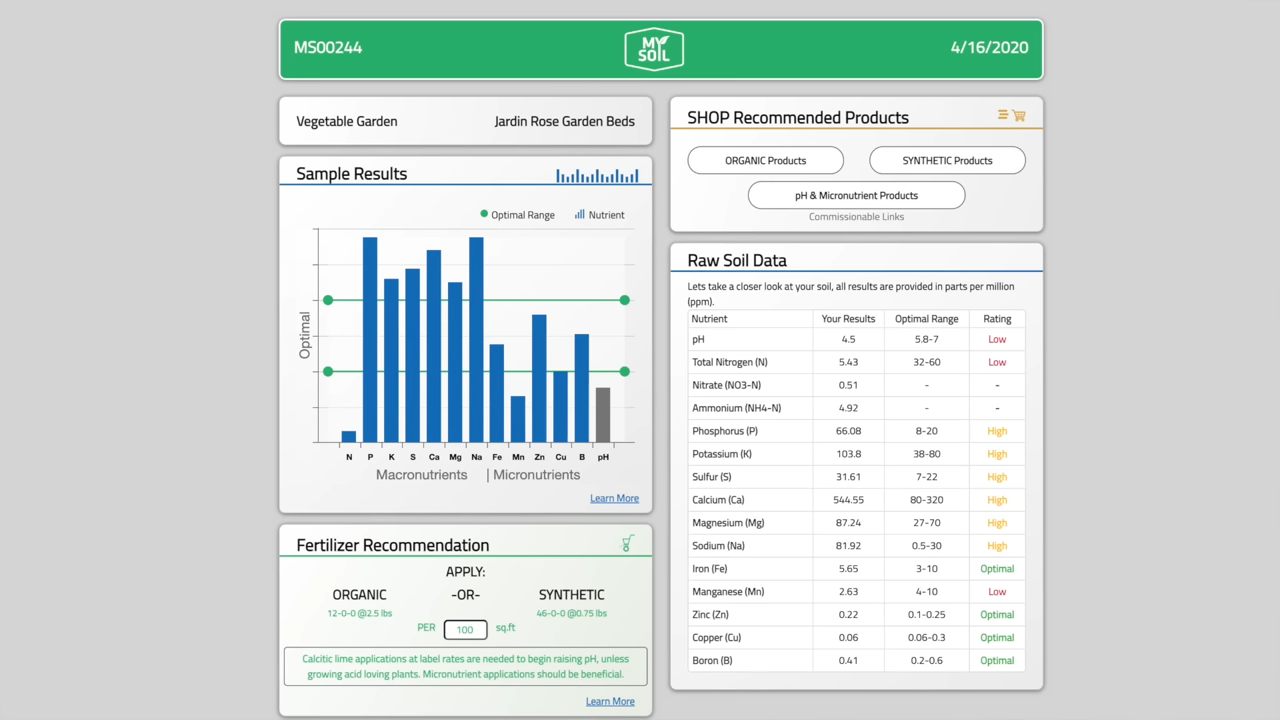 MS00244
MY SOIL
4/16/2020
Vegetable Garden
Jardin Rose Garden Beds
Sample Results
Optimal Range
Nutrient
Optimal
N P K S Ca Mg Na Fe Mn Zn Cu B pH
Macronutrients | Micronutrients
Learn More
Fertilizer Recommendation
APPLY:
ORGANIC -OR- SYNTHETIC
12-0-0 @2.5 lbs 46-0-0 @0.75 lbs
PER 100 sq.ft
Calcitic lime applications at label rates are needed to begin raising pH, unless
growing acid loving plants. Micronutrient applications should be beneficial.
Learn More
SHOP Recommended Products
ORGANIC Products
SYNTHETIC Products
pH & Micronutrient Products
Commissionable Links
Raw Soil Data
Lets take a closer look at your soil, all results are provided in parts per million
(ppm).
Nutrient Your Results Optimal Range Rating
pH 4.5 5.8-7 Low
Total Nitrogen (N) 5.43 32-60 Low
Nitrate (NO3-N) 0.51 - -
Ammonium (NH4-N) 4.92 - -
Phosphorus (P) 66.08 8-20 High
Potassium (K) 103.8 38-80 High
Sulfur (S) 31.61 7-22 High
Calcium (Ca) 544.55 80-320 High
Magnesium (Mg) 87.24 27-70 High
Sodium (Na) 81.92 0.5-30 High
Iron (Fe) 5.65 3-10 Optimal
Manganese (Mn) 2.63 4-10 Low
Zinc (Zn) 0.22 0.1-0.25 Optimal
Copper (Cu) 0.06 0.06-0.3 Optimal
Boron (B) 0.41 0.2-0.6 Optimal